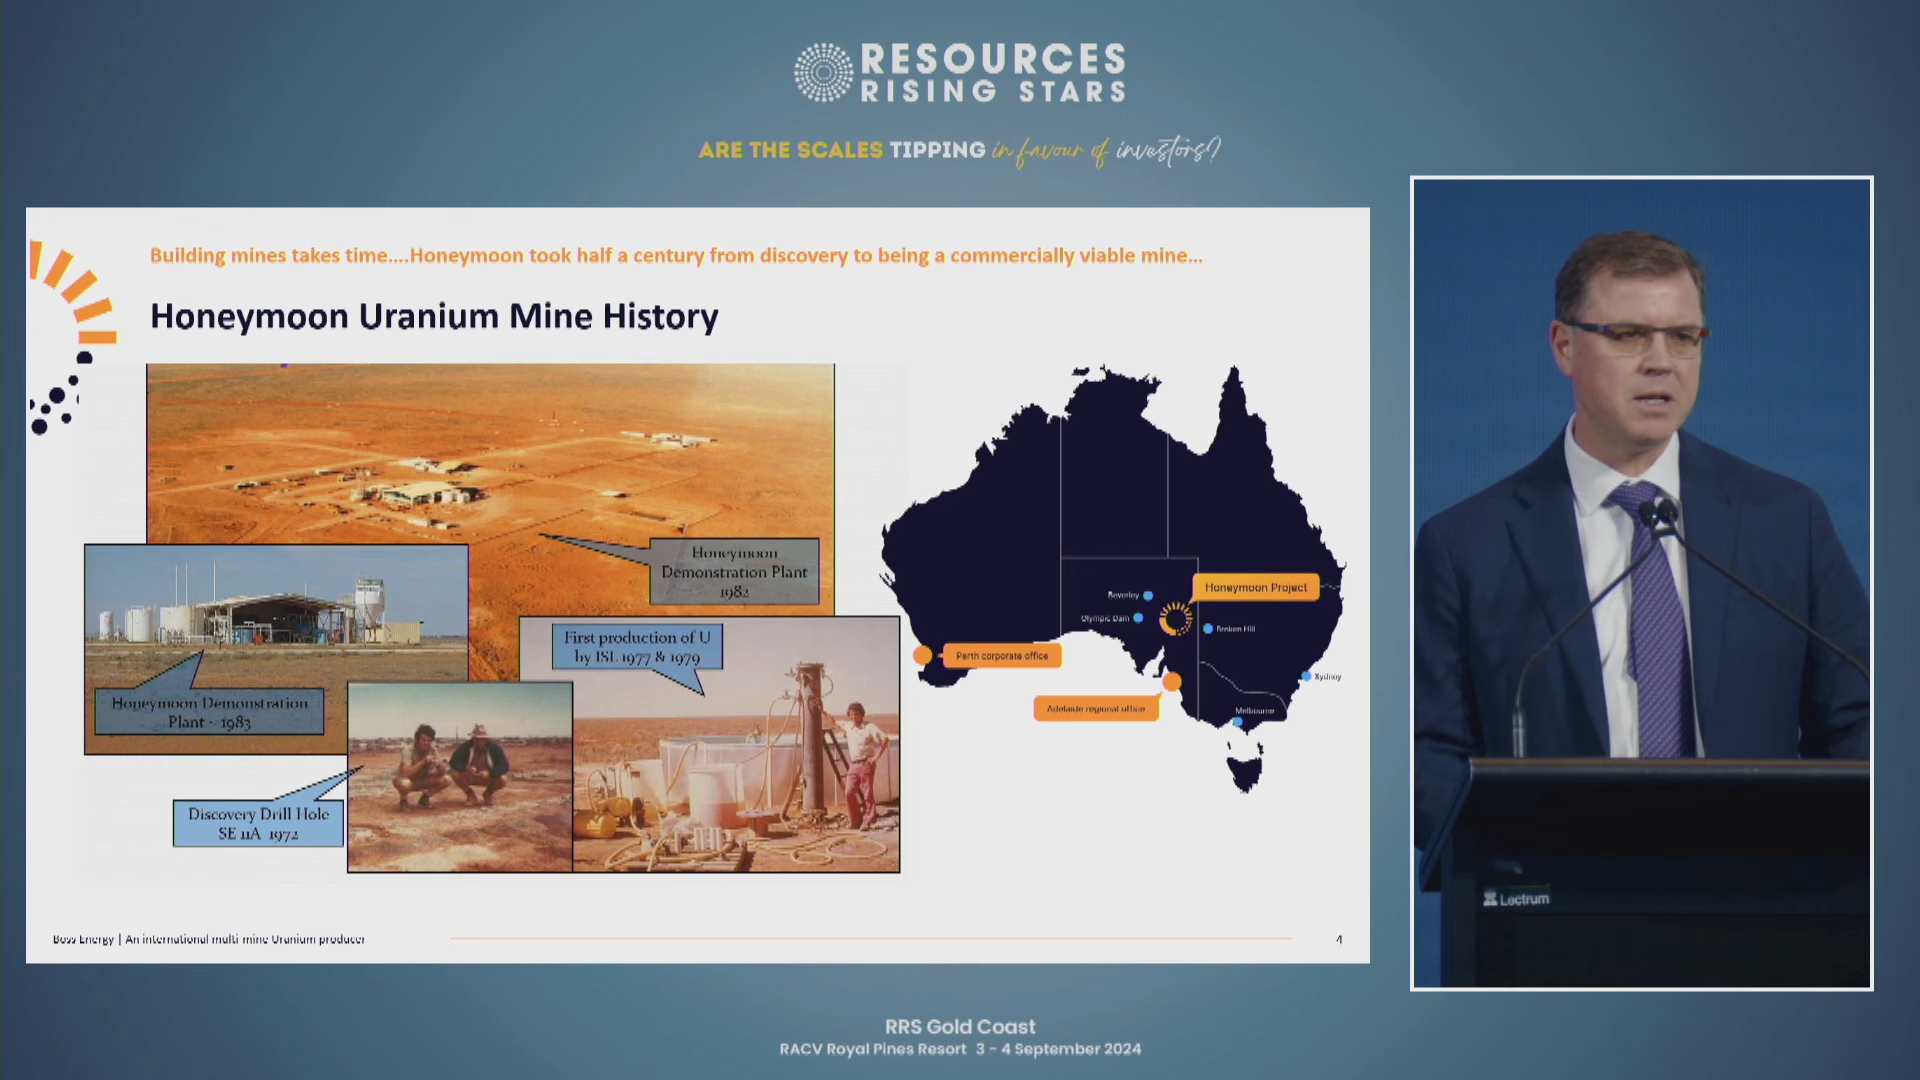 RESOURCES
RISING STARS
ARE THE SCALES TIPPING in favour of investors?
Building mines takes time....Honeymoon took half a century from discovery to being a commercially viable mine...
Honeymoon Uranium Mine History
Honeymoon
Demonstration Plant
1982
First production of U
by ISL 1977 & 1979
Honeymoon Demonstration
Plant ~ 1983
Discovery Drill Hole
SE 11A 1972
Honeymoon Project
Beverley
Olympic Dam
Broken Hill
Perth corporate office
Sydney
Adelaide regional office
Melbourne
Boss Energy | An international multi mine Uranium producer
4
Lectrum
RRS Gold Coast
RACV Royal Pines Resort 3 - 4 September 2024